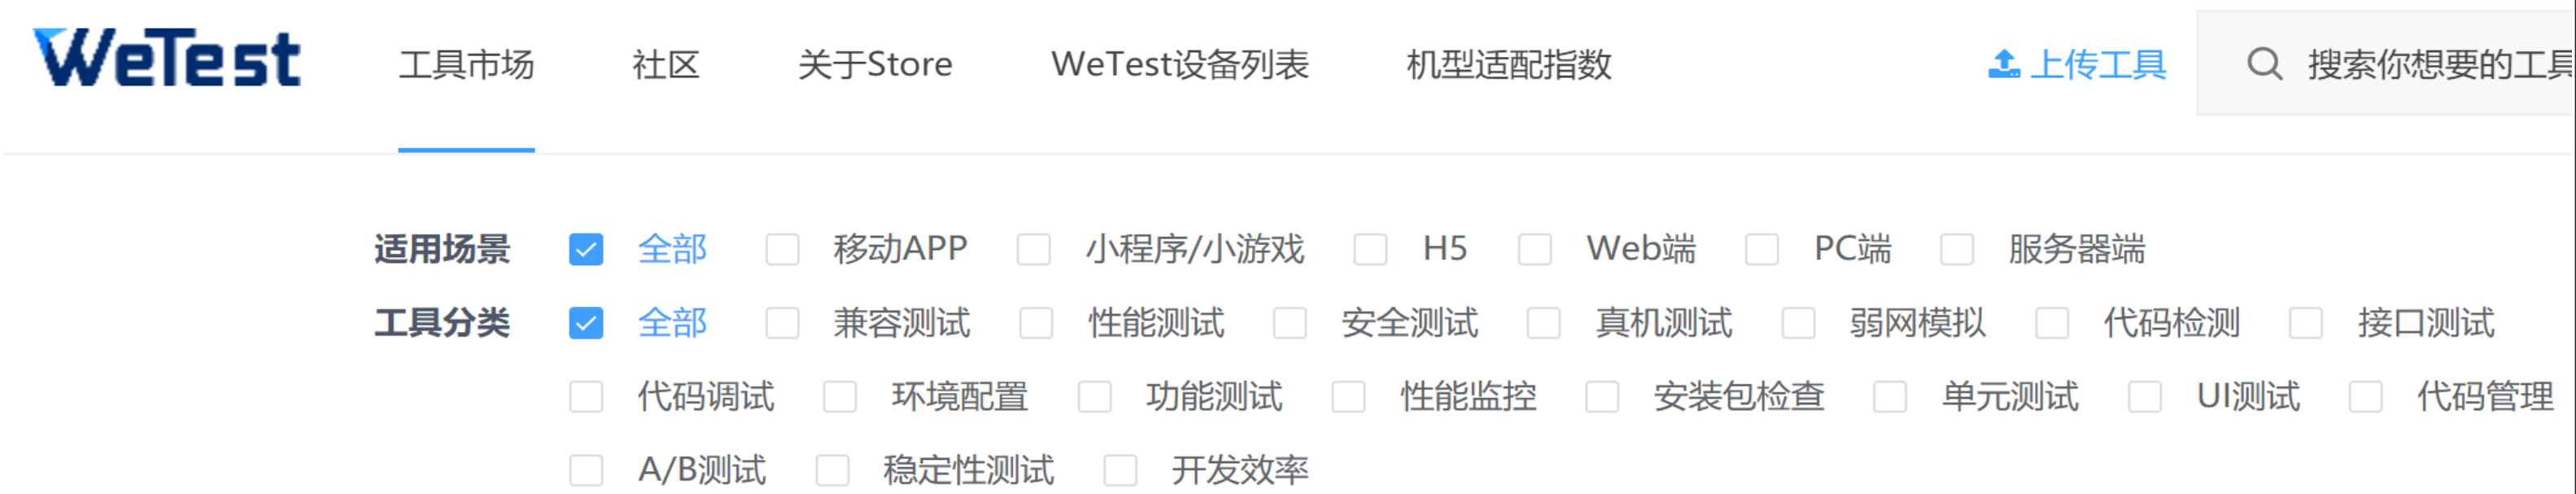 WeTest 工具市场 社区 关于Store WeTest设备列表 机型适配指数 上传工具 搜索你想要的工具
适用场景 全部 移动APP 小程序/小游戏 H5 Web端 PC端 服务器端
工具分类 全部 兼容测试 性能测试 安全测试 真机测试 弱网模拟 代码检测 接口测试
代码调试 环境配置 功能测试 性能监控 安装包检查 单元测试 UI测试 代码管理
A/B测试 稳定性测试 开发效率